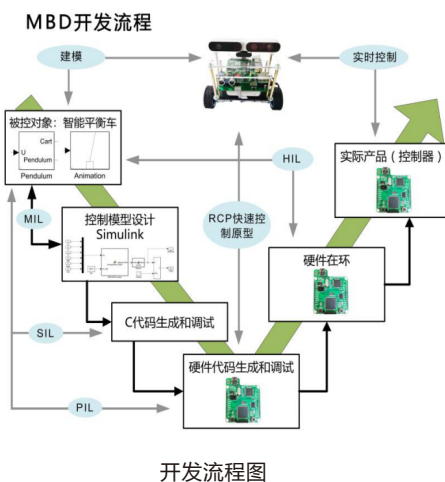 MBD开发流程
建模
实时控制
被控对象：智能平衡车
Cart
U
Pendulum
Pendulum
Animation
HIL
实际产品（控制器）
MIL
控制模型设计
Simulink
RCP快速控
制原型
硬件在环
C代码生成和调试
SIL
硬件代码生成和调试
PIL
开发流程图